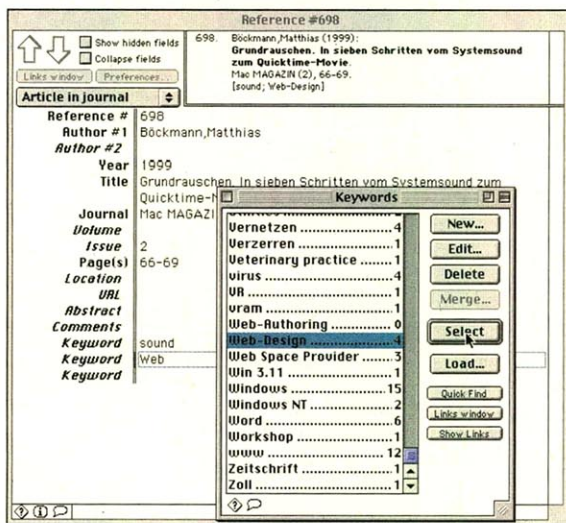 Reference #698
Show hidden fields
Collapse fields
Links window Preferences...
698. Böckmann,Matthias (1999):
Grundrauschen. In sieben Schritten vom Systemsound
zum Quicktime-Movie.
Mac MAGAZIN (2), 66-69.
[sound; Web-Design]
Article in journal
Reference # 698
Author #1 Böckmann,Matthias
Author #2
Year 1999
Title Grundrauschen. In sieben Schritten vom Systemsound zum
Quicktime-M
Journal Mac MAGAZI
Volume
Issue 2
Page(s) 66-69
Location
URL
Abstract
Comments
Keyword sound
Keyword Web
Keyword
Keywords
Vernetzen 4
Verzerren 1
Veterinary practice 1
virus 4
VR 1
vram 1
Web-Authoring 0
Web-Design 4
Web Space Provider 3
Win 3.11 1
Windows 15
Windows NT 2
Word 6
Workshop 1
www 12
Zeitschrift 1
Zoll 1
New...
Edit...
Delete
Merge...
Select
Load...
Quick Find
Links window
Show Links